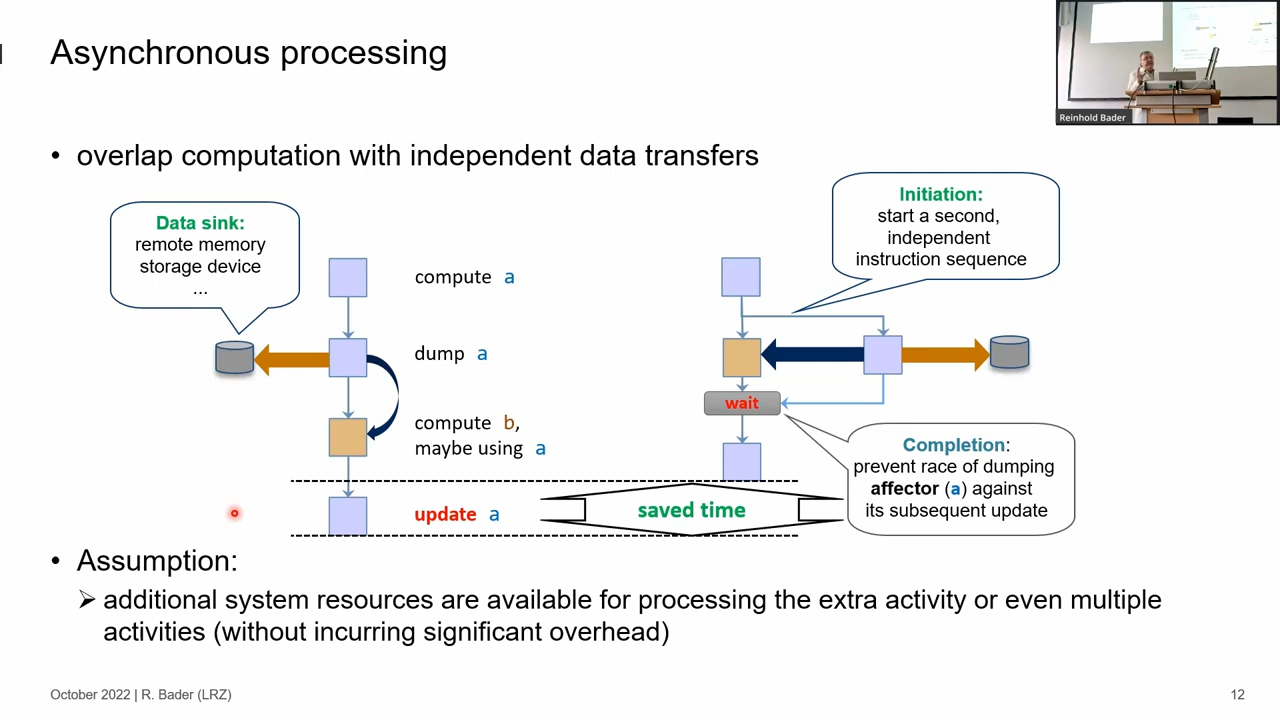 Asynchronous processing
Reinhold Bader
• overlap computation with independent data transfers
Data sink:
remote memory
storage device
...
Initiation:
start a second,
independent
instruction sequence
compute a
dump a
compute b,
maybe using a
update a
wait
saved time
Completion:
prevent race of dumping
affector (a) against
its subsequent update
• Assumption:
➢ additional system resources are available for processing the extra activity or even multiple
activities (without incurring significant overhead)
October 2022 | R. Bader (LRZ)
12